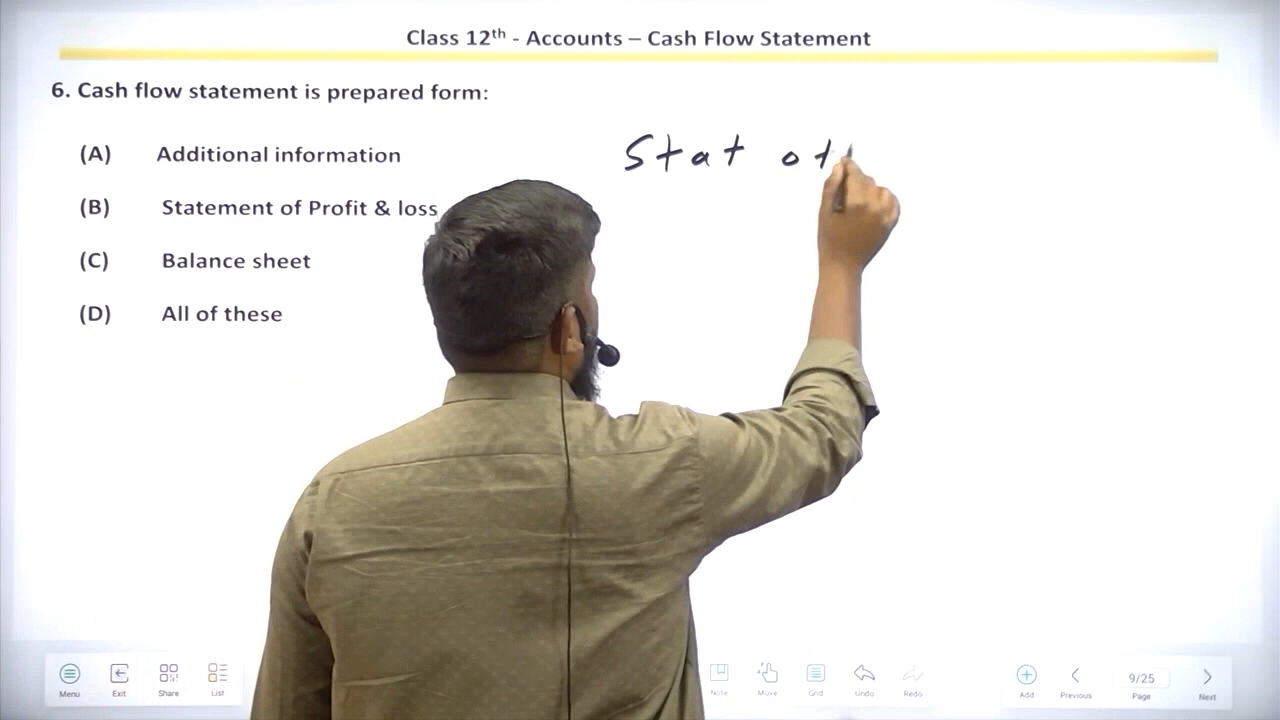 Class 12th - Accounts – Cash Flow Statement
6. Cash flow statement is prepared form:
(A) Additional information
Stat of
(B) Statement of Profit & loss
(C) Balance sheet
(D) All of these
Menu Exit Share List Note Move Grid Undo Redo Add Previous 9/25 Page Next